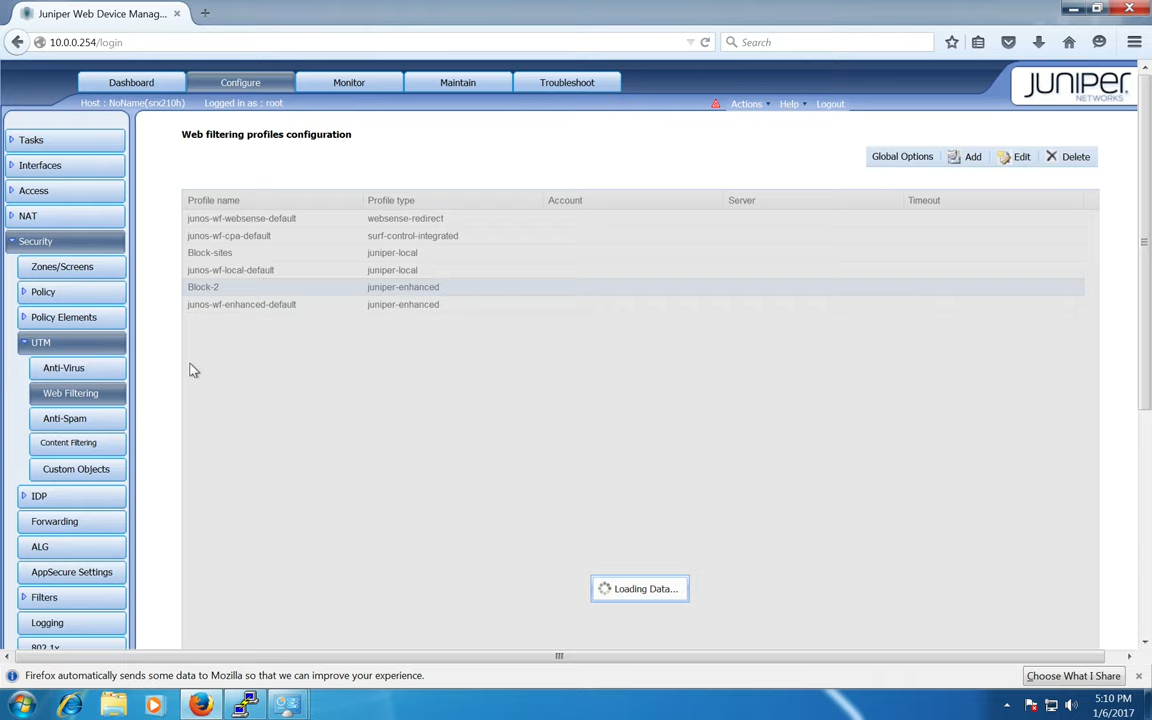 Juniper Web Device Manag...
10.0.0.254/login
Search
Dashboard Configure Monitor Maintain Troubleshoot
JUNIPER NETWORKS
Host : NoName(srx210h) Logged in as : root Actions Help Logout
Tasks
Interfaces
Access
NAT
Security
Zones/Screens
Policy
Policy Elements
UTM
Anti-Virus
Web Filtering
Anti-Spam
Content Filtering
Custom Objects
IDP
Forwarding
ALG
AppSecure Settings
Filters
Logging
802.1x
Web filtering profiles configuration
Global Options Add Edit Delete
Profile name Profile type Account Server Timeout
junos-wf-websense-default websense-redirect
junos-wf-cpa-default surf-control-integrated
Block-sites juniper-local
junos-wf-local-default juniper-local
Block-2 juniper-enhanced
junos-wf-enhanced-default juniper-enhanced
Loading Data...
Firefox automatically sends some data to Mozilla so that we can improve your experience. Choose What I Share
5:10 PM
1/6/2017